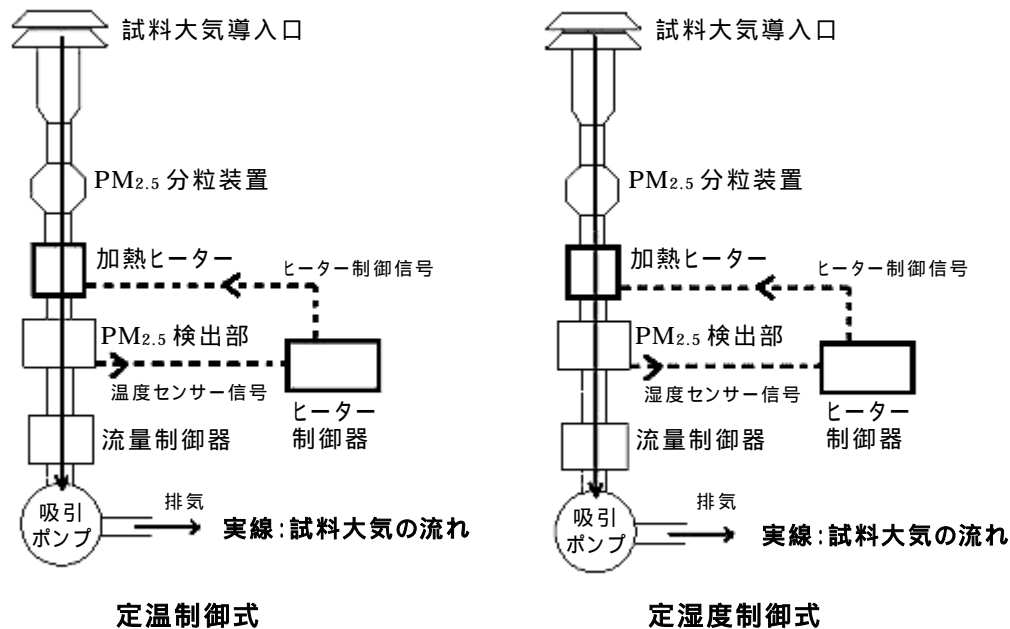 試料大気導入口
PM2.5 分粒装置
加熱ヒーター
ヒーター制御信号
PM2.5 検出部
温度センサー信号
ヒーター
制御器
流量制御器
吸引
ポンプ
排気
実線:試料大気の流れ
定温制御式
試料大気導入口
PM2.5 分粒装置
加熱ヒーター
ヒーター制御信号
PM2.5 検出部
湿度センサー信号
ヒーター
制御器
流量制御器
吸引
ポンプ
排気
実線:試料大気の流れ
定湿度制御式